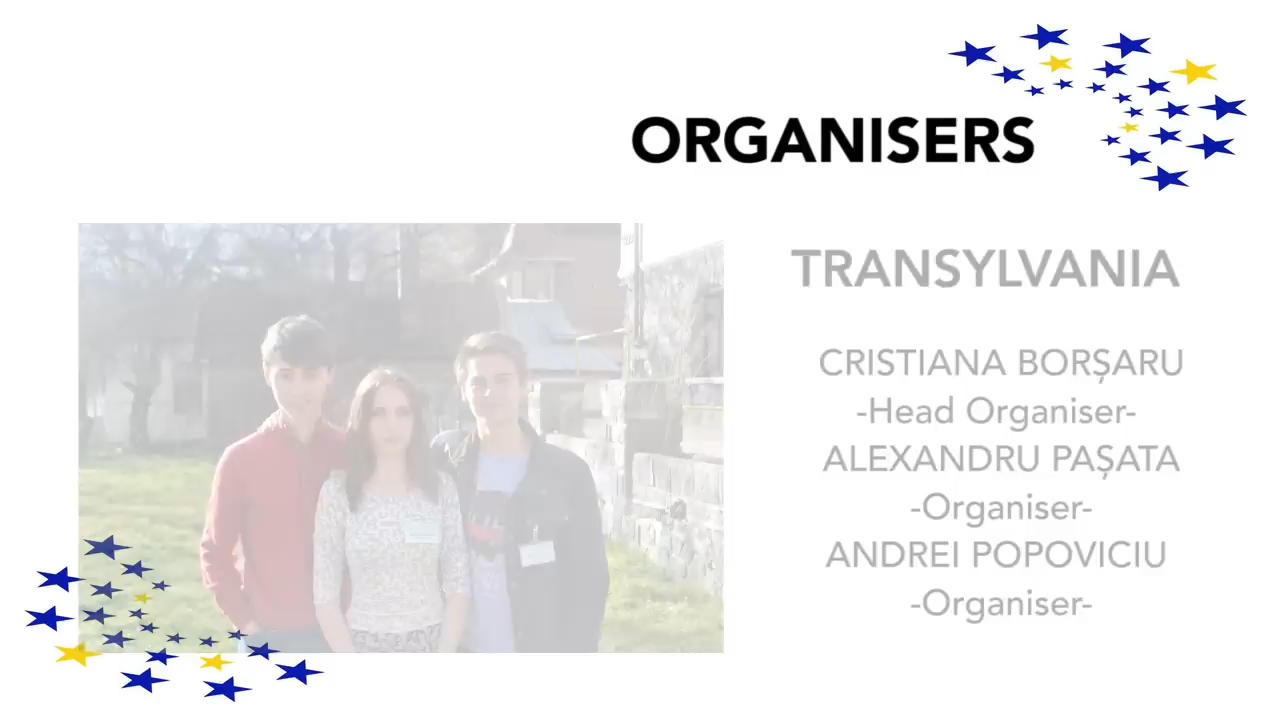 ORGANISERS
TRANSYLVANIA
CRISTIANA BORȘARU
-Head Organiser-
ALEXANDRU PAȘATA
-Organiser-
ANDREI POPOVICIU
-Organiser-